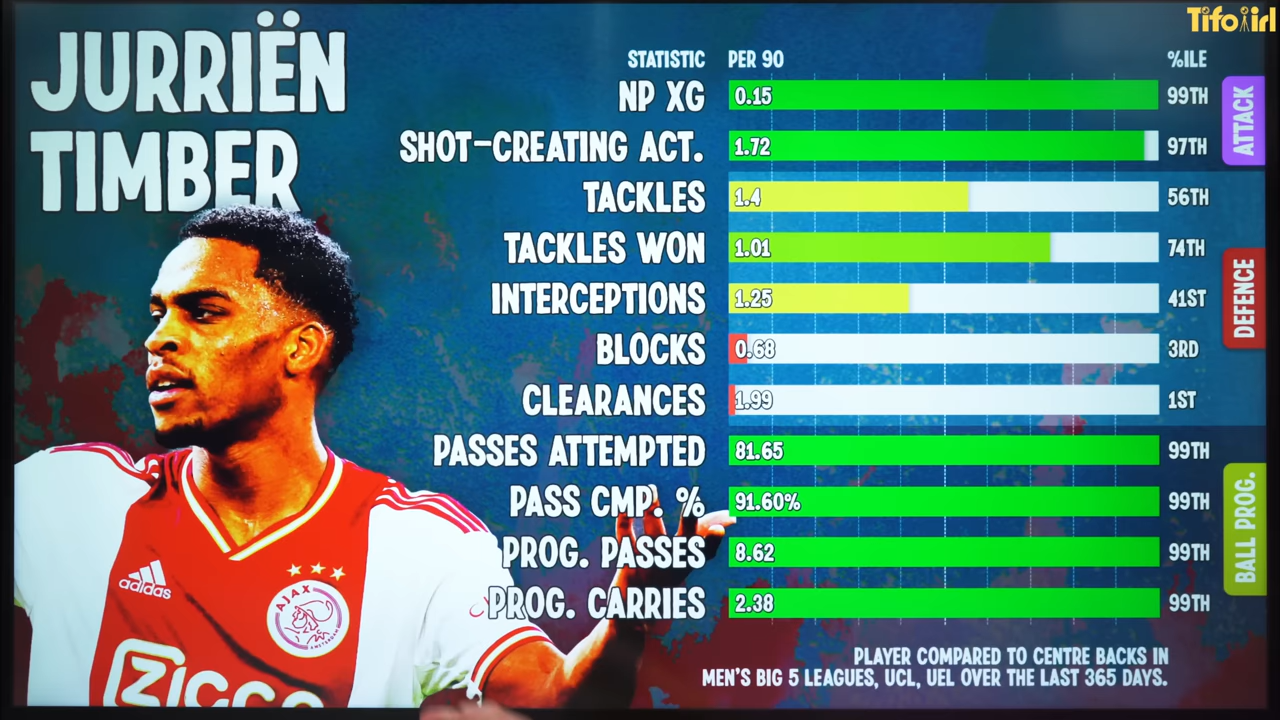 Tifo irl
JURRIËN
TIMBER
STATISTIC PER 90 %ILE
NP XG 0.15 99TH
SHOT-CREATING ACT. 1.72 97TH
ATTACK
TACKLES 1.4 56TH
TACKLES WON 1.01 74TH
INTERCEPTIONS 1.25 41ST
BLOCKS 0.68 3RD
CLEARANCES 1.99 1ST
DEFENCE
PASSES ATTEMPTED 81.65 99TH
PASS CMP. % 91.60% 99TH
PROG. PASSES 8.62 99TH
PROG. CARRIES 2.38 99TH
BALL PROG.
adidas
AJAX
AMSTERDAM
ZIGGO
PLAYER COMPARED TO CENTRE BACKS IN
MEN'S BIG 5 LEAGUES, UCL, UEL OVER THE LAST 365 DAYS.